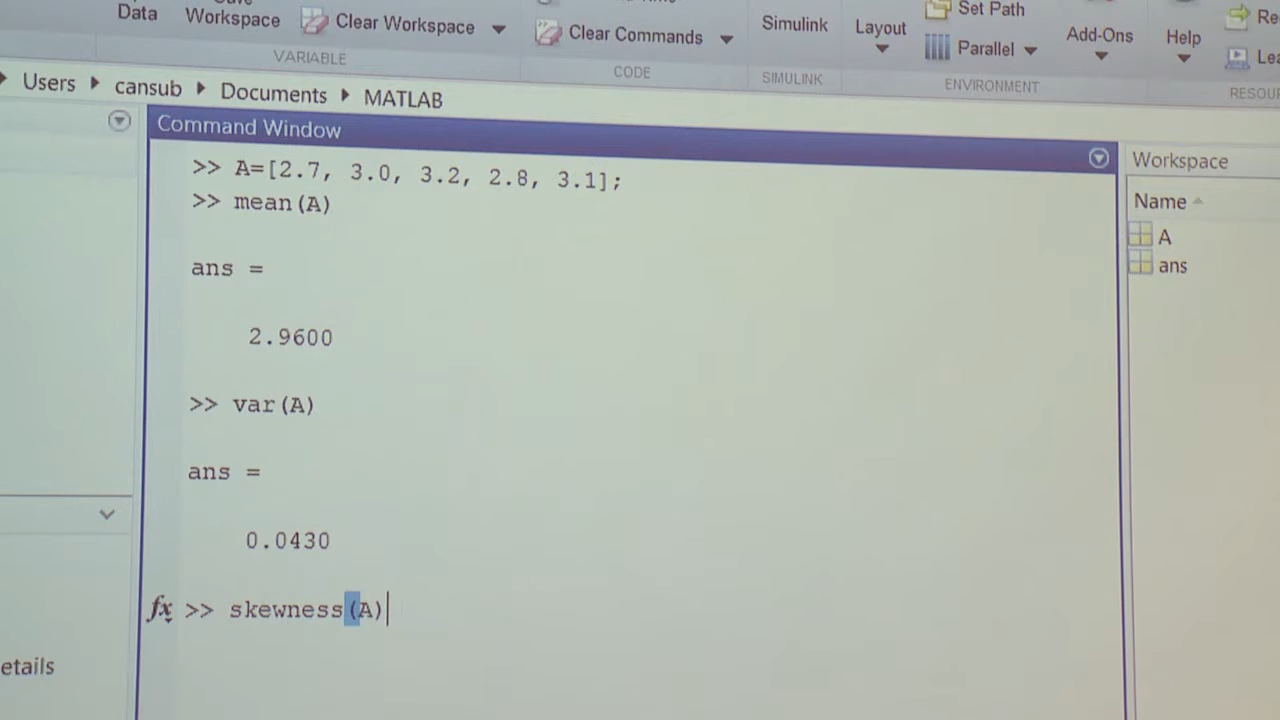 Data
Workspace
Clear Workspace
VARIABLE
Clear Commands
CODE
Simulink
SIMULINK
Layout
Set Path
Parallel
ENVIRONMENT
Add-Ons
Help
Users cansub Documents MATLAB
Command Window
>> A=[2.7, 3.0, 3.2, 2.8, 3.1];
>> mean(A)
ans =
2.9600
>> var(A)
ans =
0.0430
fx >> skewness(A)
Workspace
Name
A
ans